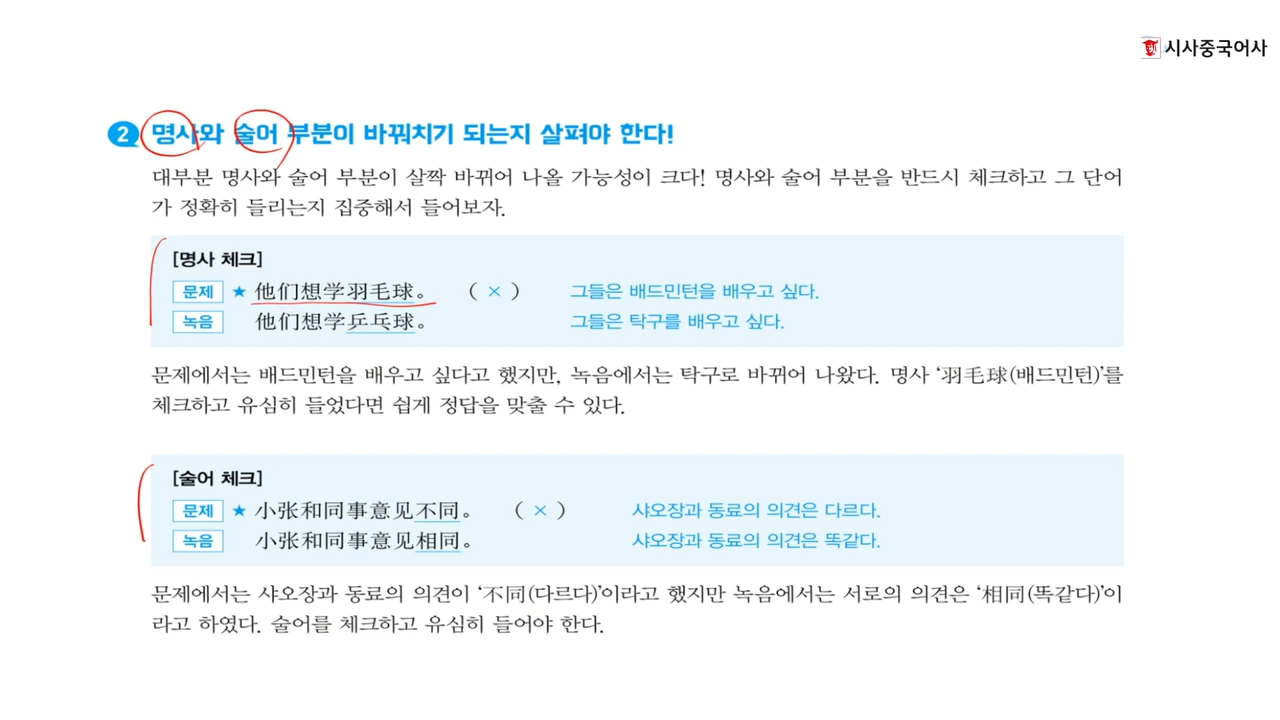 시사중국어사
2 명사와 술어 부분이 바꿔치기 되는지 살펴야 한다!
대부분 명사와 술어 부분이 살짝 바뀌어 나올 가능성이 크다! 명사와 술어 부분을 반드시 체크하고 그 단어
가 정확히 들리는지 집중해서 들어보자.
[명사 체크]
문제 ★ 他们想学羽毛球。 ( × ) 그들은 배드민턴을 배우고 싶다.
녹음 他们想学乒乓球。 그들은 탁구를 배우고 싶다.
문제에서는 배드민턴을 배우고 싶다고 했지만, 녹음에서는 탁구로 바뀌어 나왔다. 명사 ‘羽毛球(배드민턴)’를
체크하고 유심히 들었다면 쉽게 정답을 맞출 수 있다.
[술어 체크]
문제 ★ 小张和同事意见不同。 ( × ) 샤오장과 동료의 의견은 다르다.
녹음 小张和同事意见相同。 샤오장과 동료의 의견은 똑같다.
문제에서는 샤오장과 동료의 의견이 ‘不同(다르다)’이라고 했지만 녹음에서는 서로의 의견은 ‘相同(똑같다)’이
라고 하였다. 술어를 체크하고 유심히 들어야 한다.